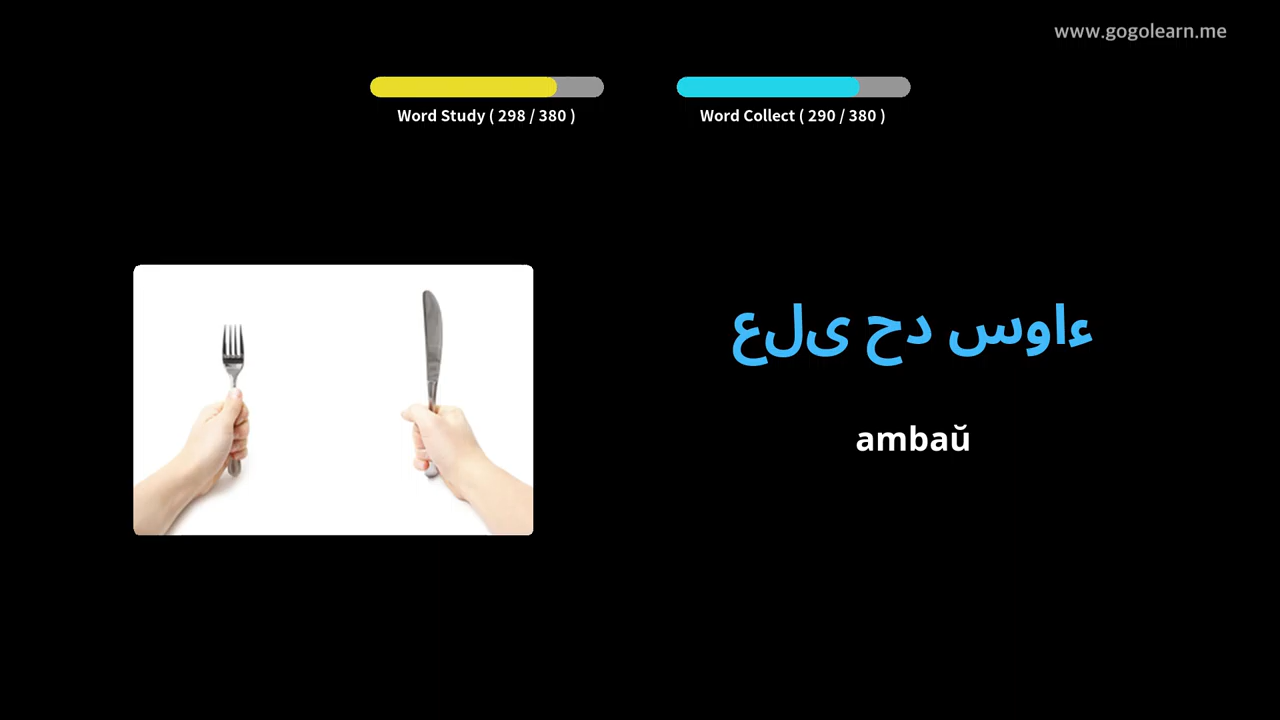 www.gogolearn.me
Word Study ( 298 / 380 )
Word Collect ( 290 / 380 )
على حد سواء
ambaŭ